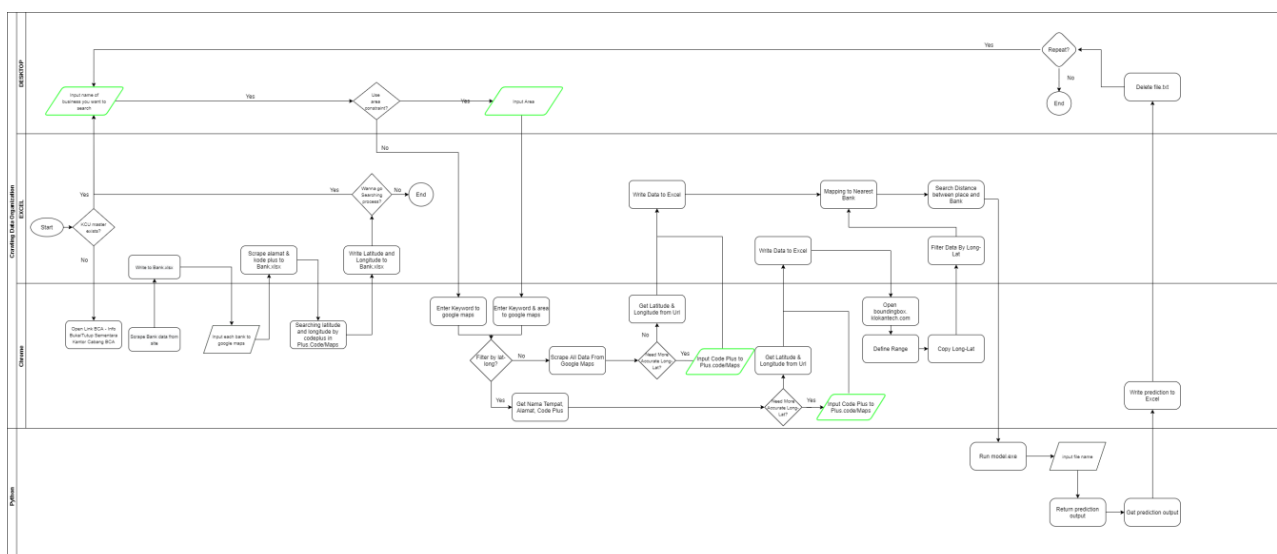 DESKTOP
Yes
Repeat?
No
End
Delete file.txt
Input name of
business you want to
search
Yes
Use
area
constraint?
Yes
Input Area
No
Creating Data Organization
EXCEL
Start
KCU master
exists?
Yes
No
Yes
Wanna go
Searching
process?
No
End
Write to Bank.xlsx
Scrape alamat &
kode plus to
Bank.xlsx
Write Latitude and
Longitude to
Bank.xlsx
Write Data to Excel
Write Data to Excel
Mapping to Nearest
Bank
Search Distance
between place and
Bank
Filter Data By Long-
Lat
Chrome
Open Link BCA - Info
Buka/Tutup Sementara
Kantor Cabang BCA
Scrape Bank data from
site
Input each bank to
google maps
Searching latitude
and longitude by
codeplus in
Plus.Code/Maps
Enter Keyword to
google maps
Enter Keyword & area
to google maps
Filter by lat-
long?
No
Yes
Scrape All Data From
Google Maps
Get Nama Tempat,
Alamat, Code Plus
Get Latitude &
Longitude from Url
No
Need More
Accurate Long-
Lat?
Yes
Input Code Plus to
Plus.code/Maps
Get Latitude &
Longitude from Url
No
Need More
Accurate Long-
Lat?
Yes
Input Code Plus to
Plus.code/Maps
Open
boundingbox.
klokantech.com
Define Range
Copy Long-Lat
Write prediction to
Excel
Python
Run model.exe
Input file name
Return prediction
output
Get prediction output